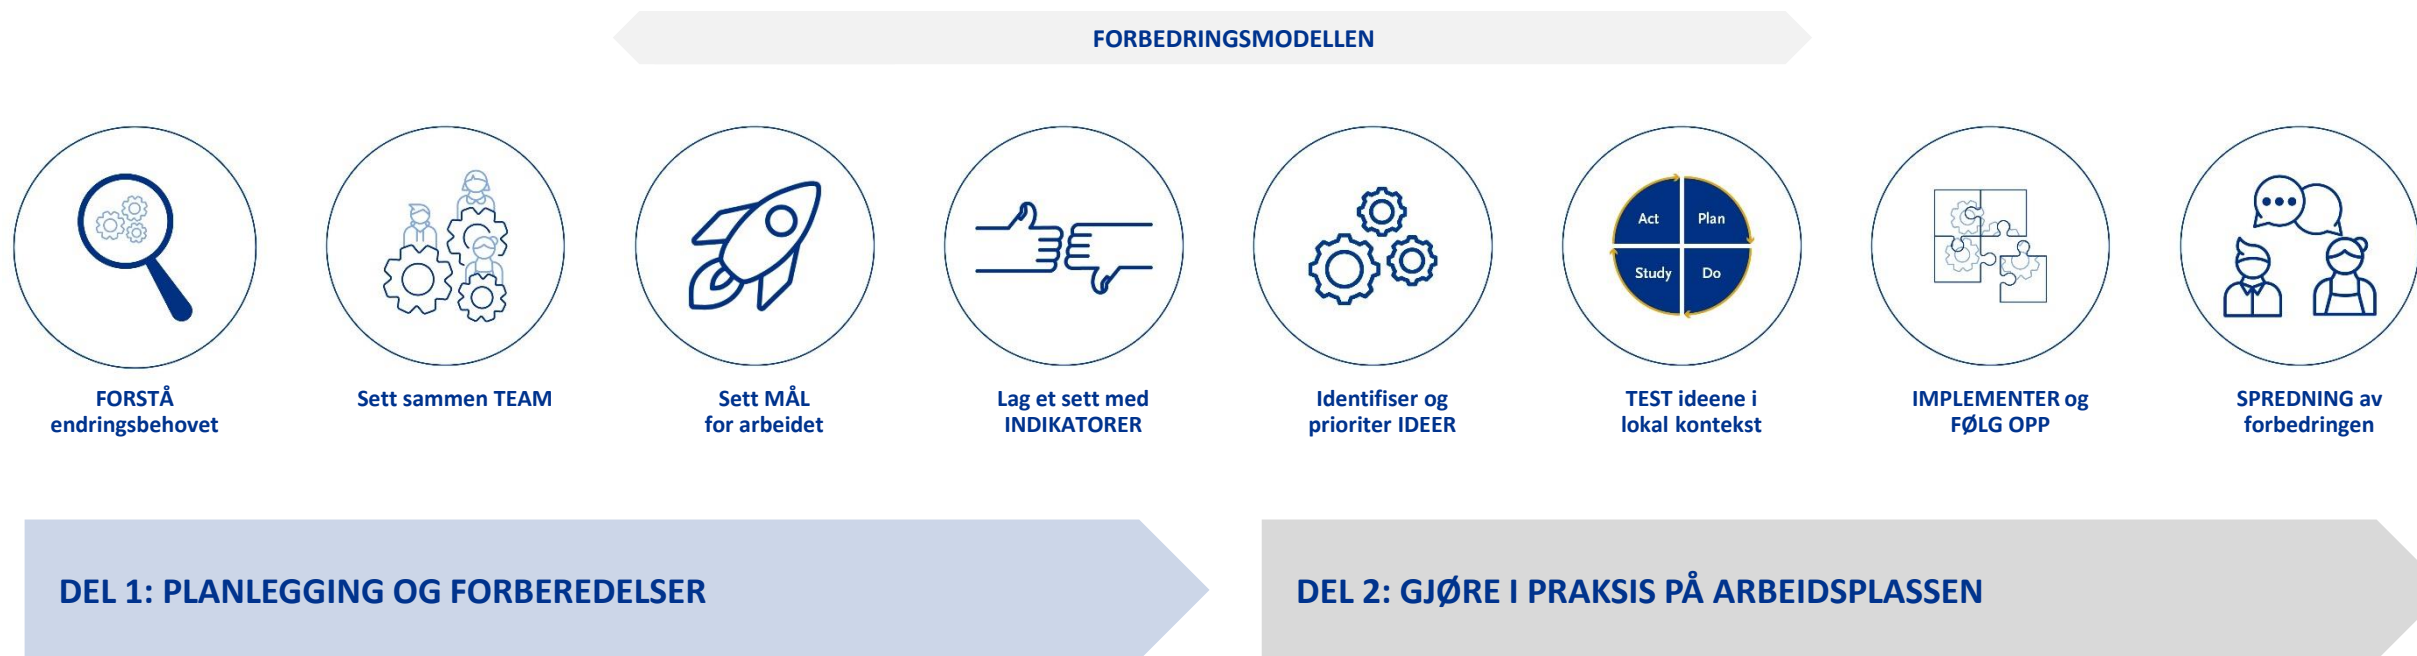 FORBEDRINGSMODELLEN
FORSTÅ
endringsbehovet
Sett sammen TEAM
Sett MÅL
for arbeidet
Lag et sett med
INDIKATORER
Identifiser og
prioriter IDEER
Act
Plan
Study
Do
TEST ideene i
lokal kontekst
IMPLEMENTER og
FØLG OPP
SPREDNING av
forbedringen
DEL 1: PLANLEGGING OG FORBEREDELSER
DEL 2: GJØRE I PRAKSIS PÅ ARBEIDSPLASSEN